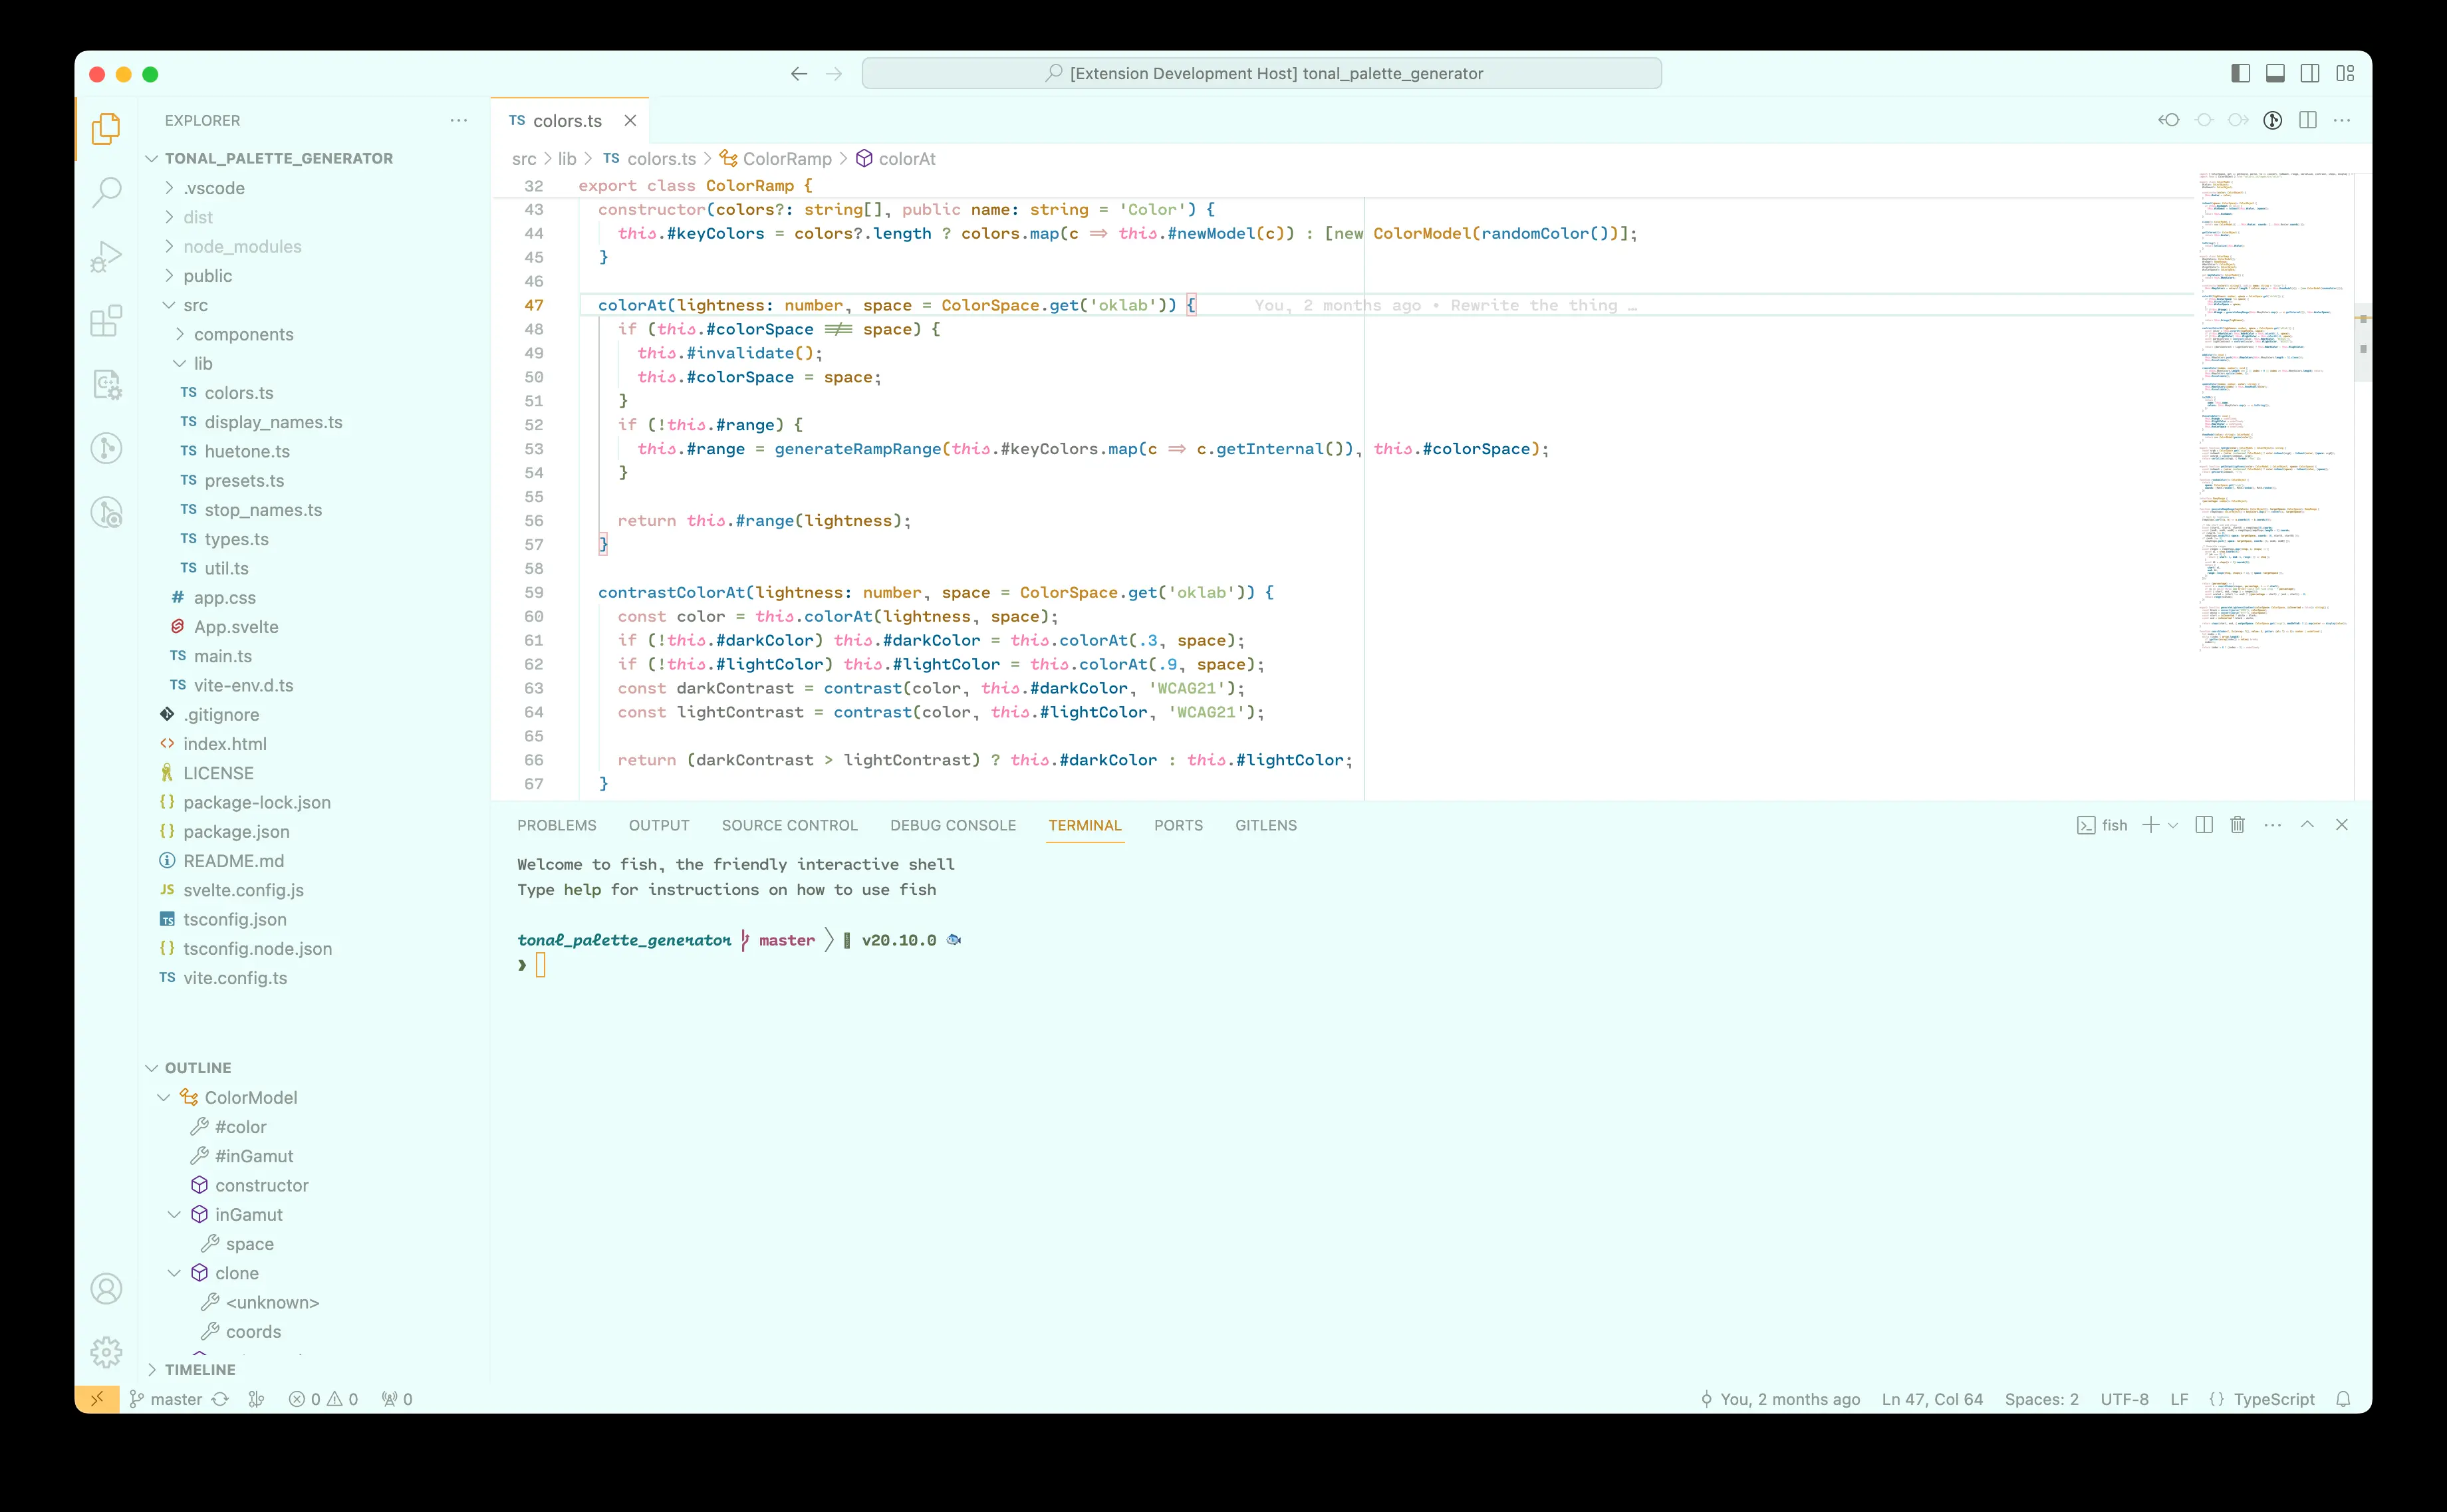 [Extension Development Host] tonal_palette_generator
EXPLORER
TONAL_PALETTE_GENERATOR
.vscode
dist
node_modules
public
src
components
lib
TS colors.ts
TS display_names.ts
TS huetone.ts
TS presets.ts
TS stop_names.ts
TS types.ts
TS util.ts
# app.css
App.svelte
TS main.ts
TS vite-env.d.ts
.gitignore
<> index.html
LICENSE
{} package-lock.json
{} package.json
README.md
JS svelte.config.js
TS tsconfig.json
{} tsconfig.node.json
TS vite.config.ts
OUTLINE
ColorModel
#color
#inGamut
constructor
inGamut
space
clone
<unknown>
coords
TIMELINE
TS colors.ts
src > lib > TS colors.ts > ColorRamp > colorAt
32 export class ColorRamp {
43 constructor(colors?: string[], public name: string = 'Color') {
44 this.#keyColors = colors?.length ? colors.map(c => this.#newModel(c)) : [new ColorModel(randomColor())];
45 }
46
47 colorAt(lightness: number, space = ColorSpace.get('oklab')) { You, 2 months ago • Rewrite the thing …
48 if (this.#colorSpace !== space) {
49 this.#invalidate();
50 this.#colorSpace = space;
51 }
52 if (!this.#range) {
53 this.#range = generateRampRange(this.#keyColors.map(c => c.getInternal()), this.#colorSpace);
54 }
55
56 return this.#range(lightness);
57 }
58
59 contrastColorAt(lightness: number, space = ColorSpace.get('oklab')) {
60 const color = this.colorAt(lightness, space);
61 if (!this.#darkColor) this.#darkColor = this.colorAt(.3, space);
62 if (!this.#lightColor) this.#lightColor = this.colorAt(.9, space);
63 const darkContrast = contrast(color, this.#darkColor, 'WCAG21');
64 const lightContrast = contrast(color, this.#lightColor, 'WCAG21');
65
66 return (darkContrast > lightContrast) ? this.#darkColor : this.#lightColor;
67 }
PROBLEMS OUTPUT SOURCE CONTROL DEBUG CONSOLE TERMINAL PORTS GITLENS
fish
Welcome to fish, the friendly interactive shell
Type help for instructions on how to use fish
tonal_palette_generator master v20.10.0
❯
master 0 0 0
You, 2 months ago Ln 47, Col 64 Spaces: 2 UTF-8 LF {} TypeScript